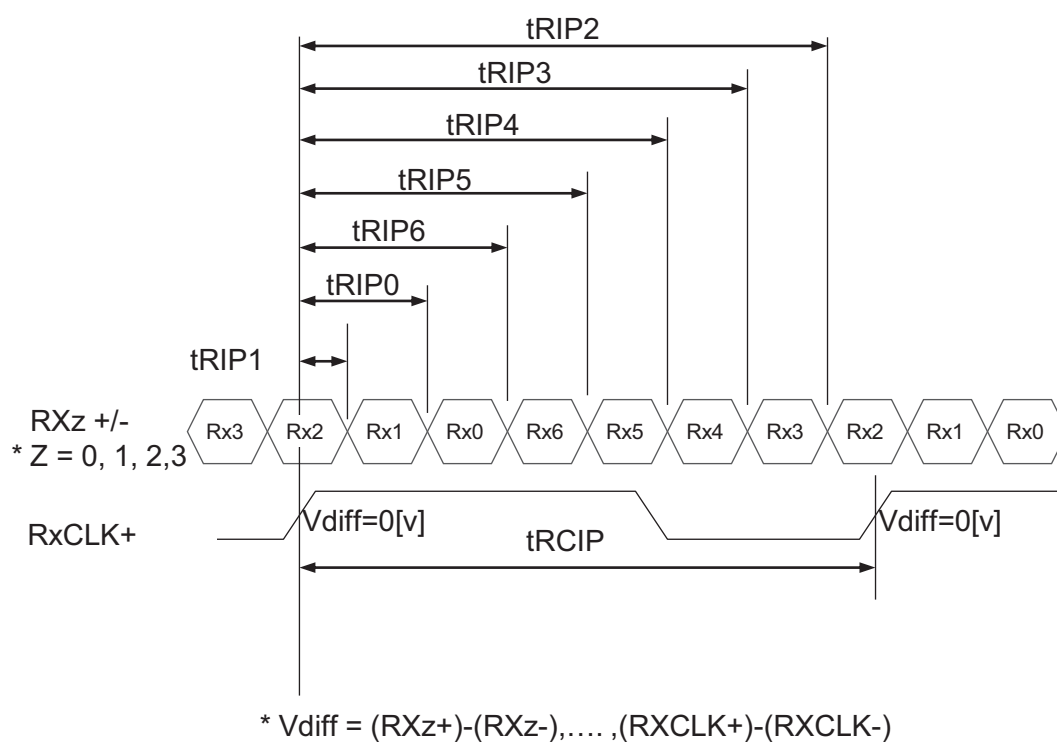 tRIP2
tRIP3
tRIP4
tRIP5
tRIP6
tRIP0
tRIP1
RXz +/-
Rx3 Rx2 Rx1 Rx0 Rx6 Rx5 Rx4 Rx3 Rx2 Rx1 Rx0
* Z = 0, 1, 2,3
RxCLK+
Vdiff=0[v] Vdiff=0[v]
tRCIP
* Vdiff = (RXz+)-(RXz-),.... ,(RXCLK+)-(RXCLK-)